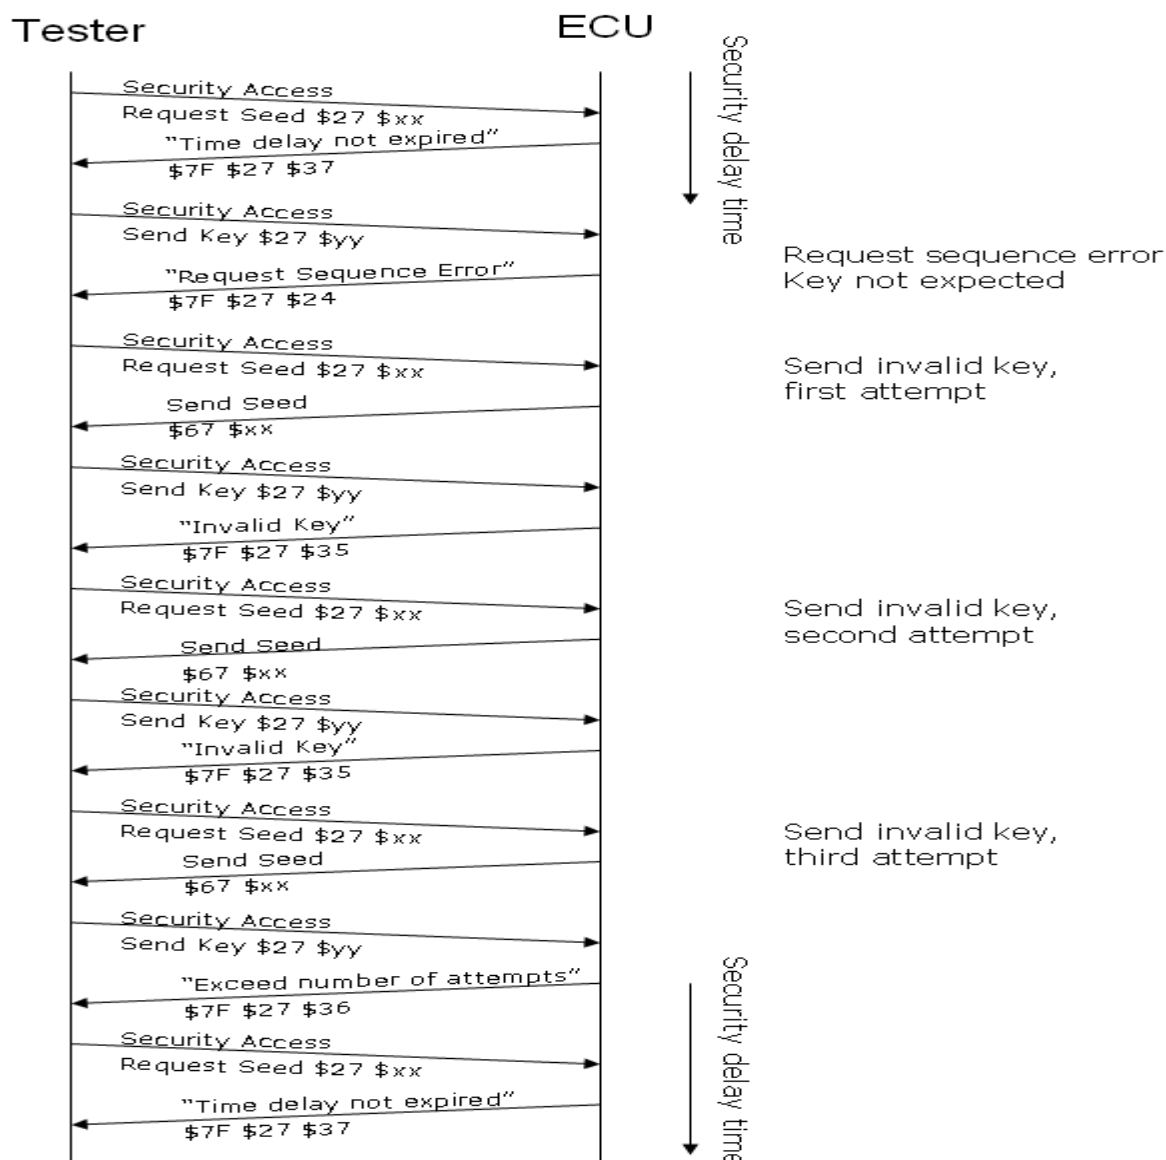 Tester
ECU
Security delay time
Security Access
Request Seed $27 $xx
"Time delay not expired"
$7F $27 $37
Security Access
Send Key $27 $yy
"Request Sequence Error"
$7F $27 $24
Request sequence error
Key not expected
Security Access
Request Seed $27 $xx
Send invalid key,
first attempt
Send Seed
$67 $xx
Security Access
Send Key $27 $yy
"Invalid Key"
$7F $27 $35
Security Access
Request Seed $27 $xx
Send invalid key,
second attempt
Send Seed
$67 $xx
Security Access
Send Key $27 $yy
"Invalid Key"
$7F $27 $35
Security Access
Request Seed $27 $xx
Send invalid key,
third attempt
Send Seed
$67 $xx
Security Access
Send Key $27 $yy
"Exceed number of attempts"
$7F $27 $36
Security delay time
Security Access
Request Seed $27 $xx
"Time delay not expired"
$7F $27 $37